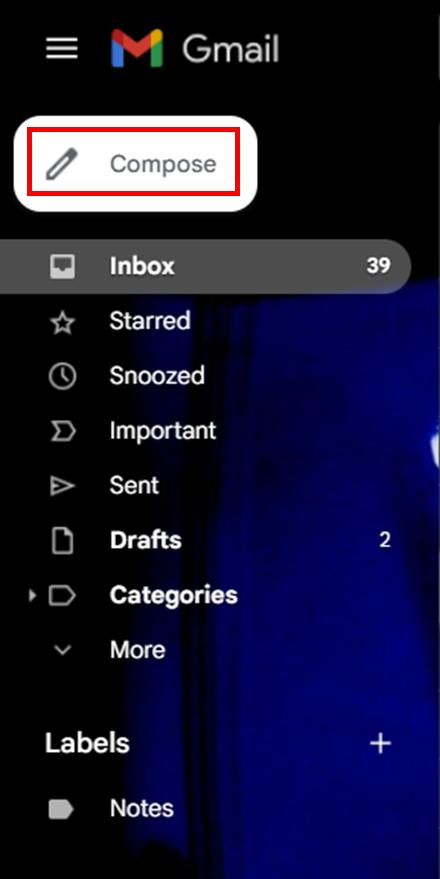 Gmail
Compose
Inbox 39
Starred
Snoozed
Important
Sent
Drafts 2
Categories
More
Labels +
Notes